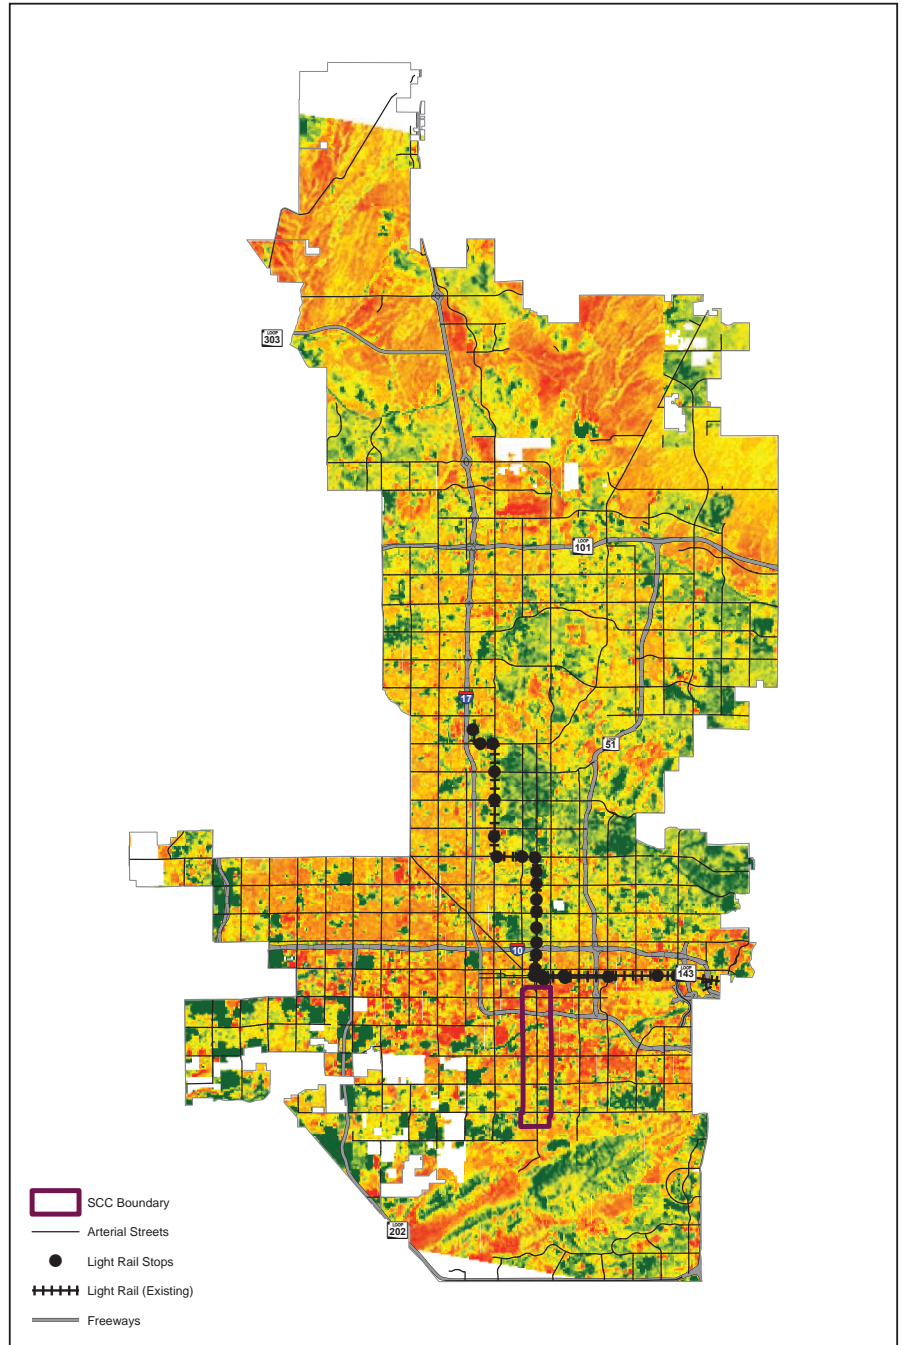 LOOP
303
LOOP
101
17
LOOP
51
10
LOOP
143
SCC Boundary
Arterial Streets
LOOP
202
Light Rail Stops
Light Rail (Existing)
Freeways